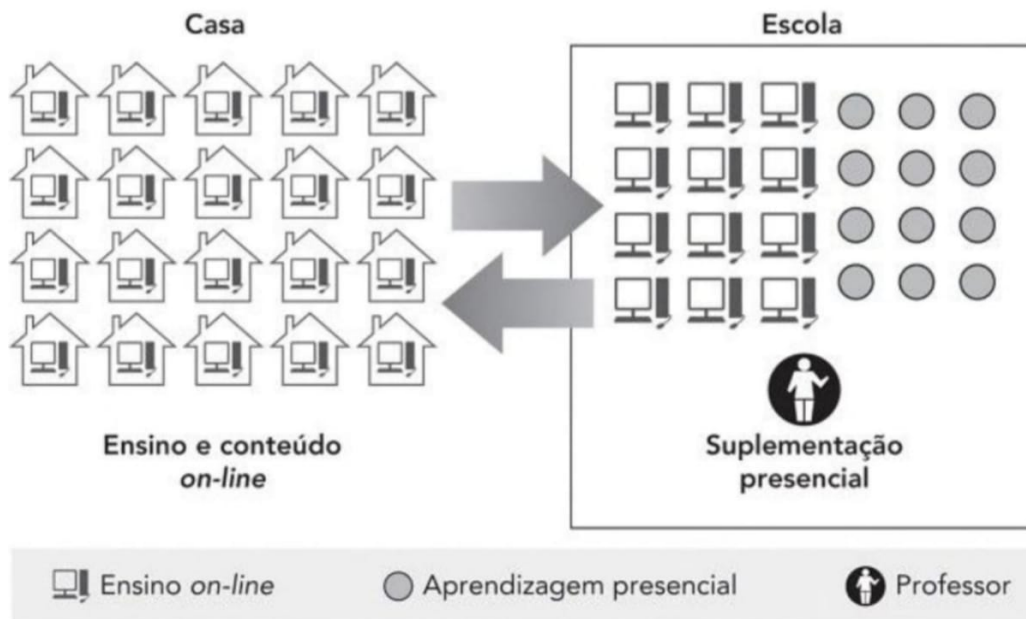 Casa
Escola
Ensino e conteúdo
on-line
Suplementação
presencial
Ensino on-line
Aprendizagem presencial
Professor